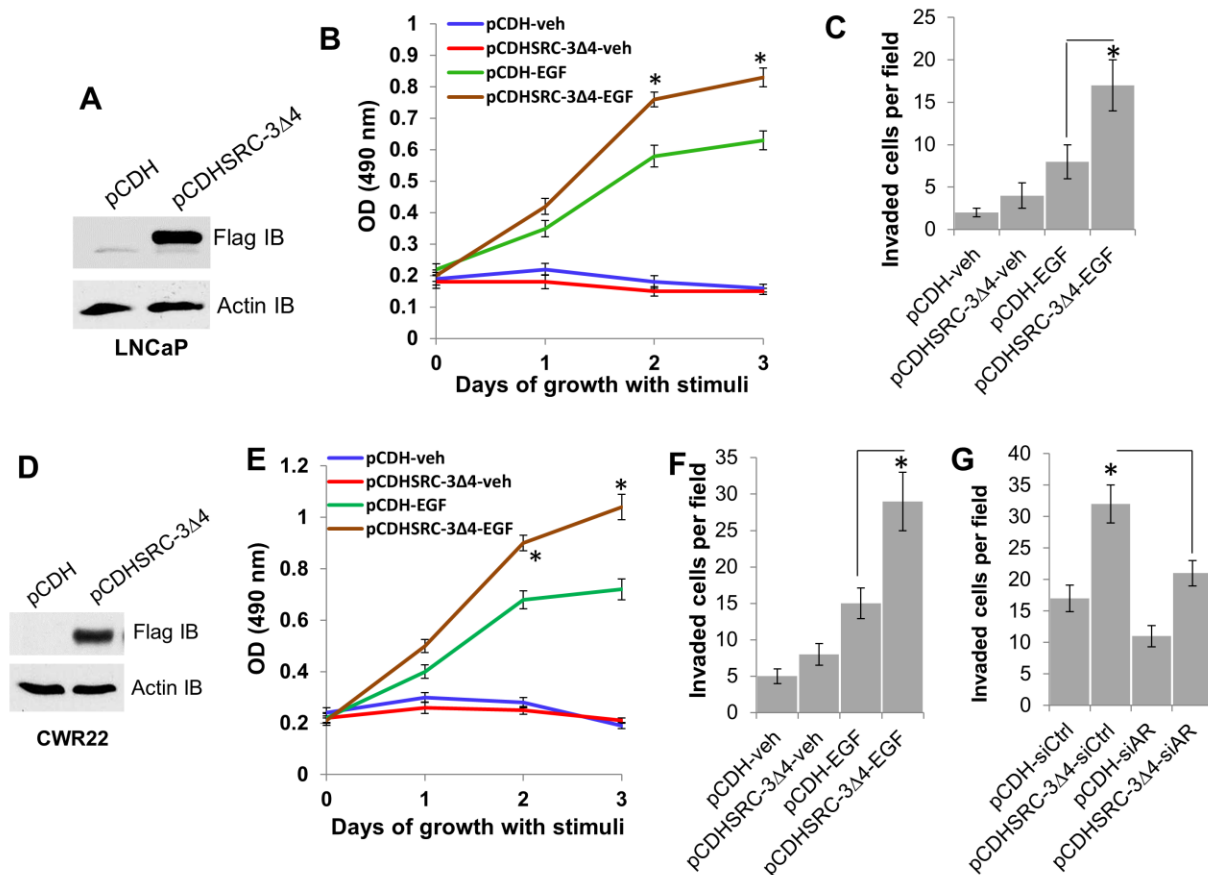 A
pCDH
pCDHSRC-3Δ4
Flag IB
Actin IB
LNCaP
B
pCDH-veh
pCDHSRC-3Δ4-veh
pCDH-EGF
pCDHSRC-3Δ4-EGF
OD (490 nm)
1
0.9
0.8
0.7
0.6
0.5
0.4
0.3
0.2
0.1
0
* *
0 1 2 3
Days of growth with stimuli
C
Invaded cells per field
25
20
15
10
5
0
*
pCDH-veh
pCDHSRC-3Δ4-veh
pCDH-EGF
pCDHSRC-3Δ4-EGF
D
pCDH
pCDHSRC-3Δ4
Flag IB
Actin IB
CWR22
E
pCDH-veh
pCDHSRC-3Δ4-veh
pCDH-EGF
pCDHSRC-3Δ4-EGF
OD (490 nm)
1.2
1
0.8
0.6
0.4
0.2
0
* *
0 1 2 3
Days of growth with stimuli
F
Invaded cells per field
35
30
25
20
15
10
5
0
*
pCDH-veh
pCDHSRC-3Δ4-veh
pCDH-EGF
pCDHSRC-3Δ4-EGF
G
Invaded cells per field
40
35
30
25
20
15
10
5
0
*
pCDH-siCtrl
pCDHSRC-3Δ4-siCtrl
pCDH-siAR
pCDHSRC-3Δ4-siAR